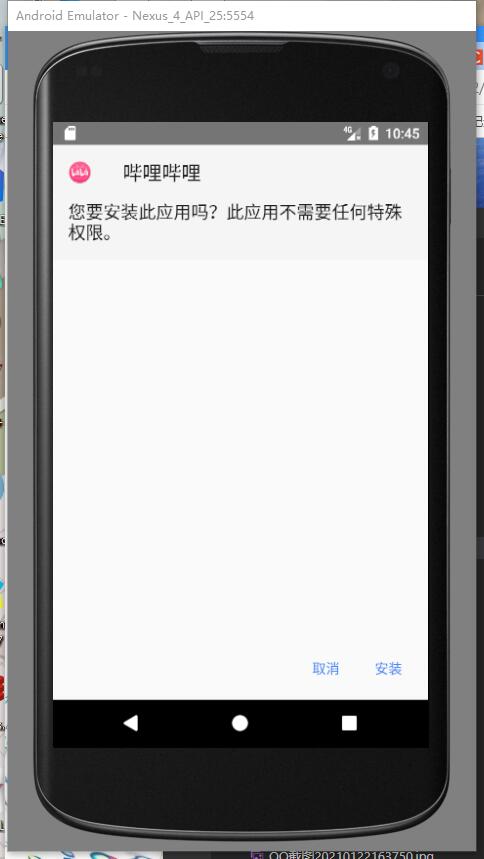 Android Emulator - Nexus_4_API_25:5554
4G 10:45
哔哩哔哩
您要安装此应用吗？此应用不需要任何特殊
权限。
取消 安装
QQ截图20210122163750.jpg